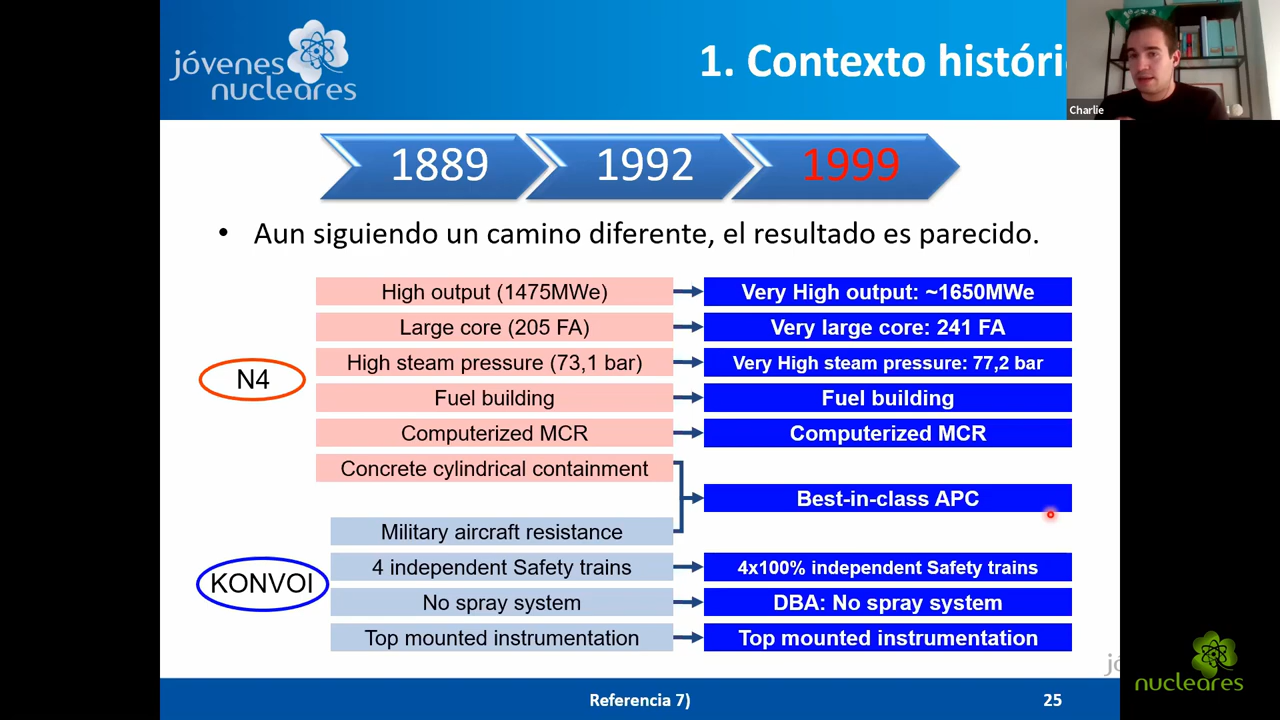 jóvenes
nucleares
1. Contexto históri
Charlie
1889
1992
1999
• Aun siguiendo un camino diferente, el resultado es parecido.
N4
High output (1475MWe)
Very High output: ~1650MWe
Large core (205 FA)
Very large core: 241 FA
High steam pressure (73,1 bar)
Very High steam pressure: 77,2 bar
Fuel building
Fuel building
Computerized MCR
Computerized MCR
Concrete cylindrical containment
Best-in-class APC
KONVOI
Military aircraft resistance
4 independent Safety trains
4x100% independent Safety trains
No spray system
DBA: No spray system
Top mounted instrumentation
Top mounted instrumentation
jó
nucleares
Referencia 7)
25